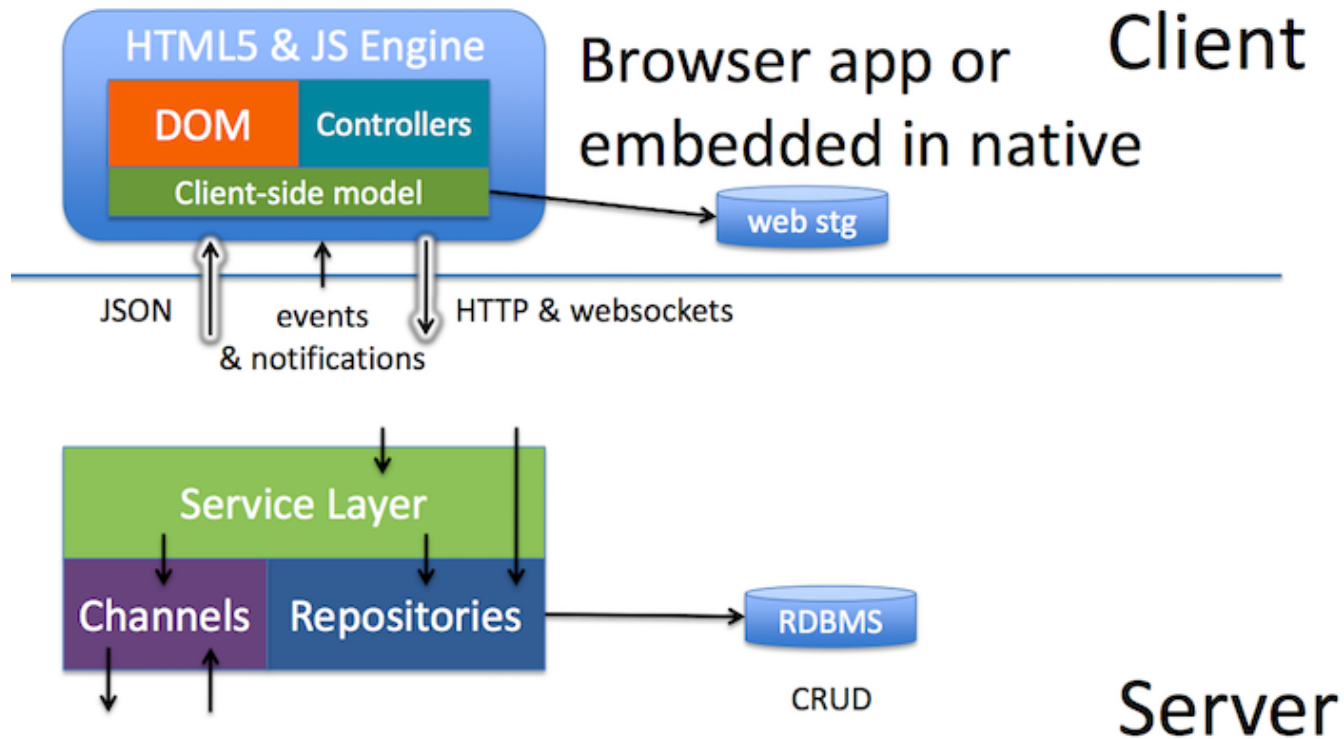 HTML5 & JS Engine
DOM
Controllers
Client-side model
Browser app or
embedded in native
Client
web stg
JSON
events
& notifications
HTTP & websockets
Service Layer
Channels
Repositories
RDBMS
CRUD
Server